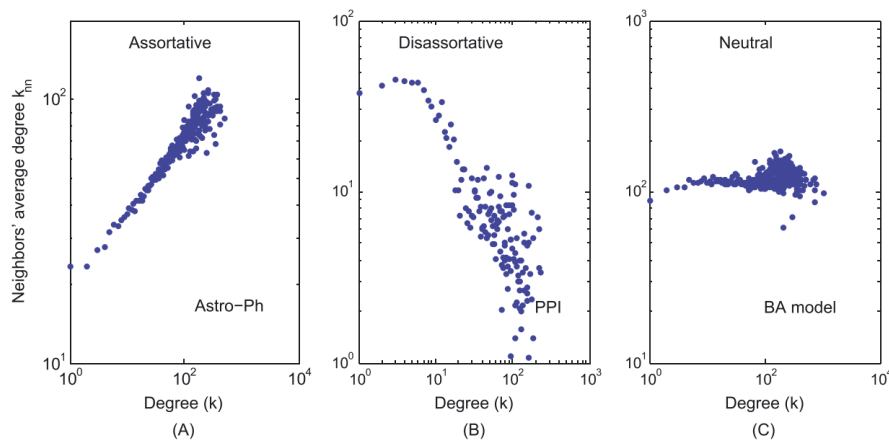 Neighbors' average degree k_nn
Assortative
Astro−Ph
10^2
10^1
10^0
10^2
10^4
Degree (k)
(A)
Disassortative
PPI
10^2
10^1
10^0
10^0
10^1
10^2
10^3
Degree (k)
(B)
Neutral
BA model
10^3
10^2
10^1
10^0
10^2
10^4
Degree (k)
(C)